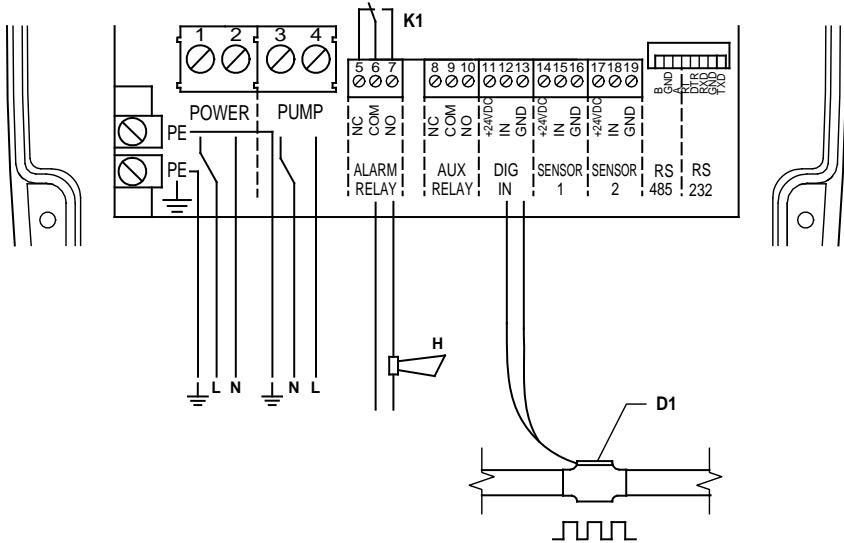 K1
1 2 3 4
5 6 7 8 9 10 11 12 13 14 15 16 17 18 19
B GND A RI DTR RXD GND TXD
NC COM NO NC COM NO +24VDC IN GND +24VDC IN GND +24VDC IN GND
POWER PUMP
PE
PE
ALARM RELAY
AUX RELAY
DIG IN
SENSOR 1
SENSOR 2
RS 485
RS 232
L N N L
H
D1